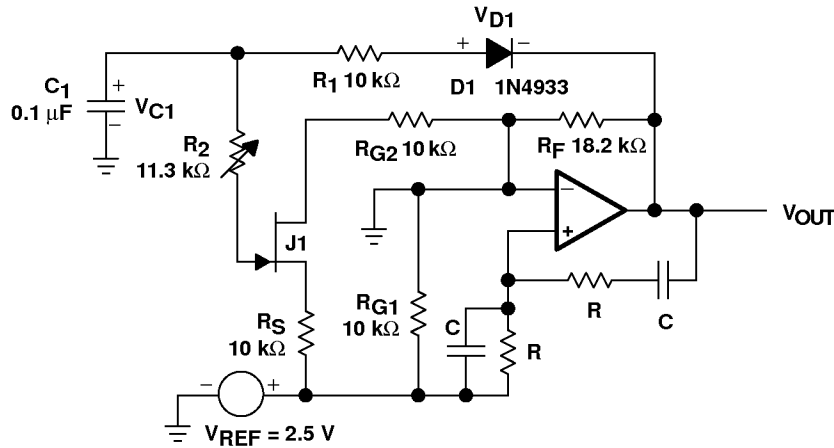 V_D1
+ −
R1 10 kΩ D1 1N4933
C1
0.1 μF
+
V_C1
−
R2
11.3 kΩ
R_G2 10 kΩ
R_F 18.2 kΩ
−
+
V_OUT
J1
R_G1
10 kΩ
R_S
10 kΩ
C
R
R
C
− +
V_REF = 2.5 V